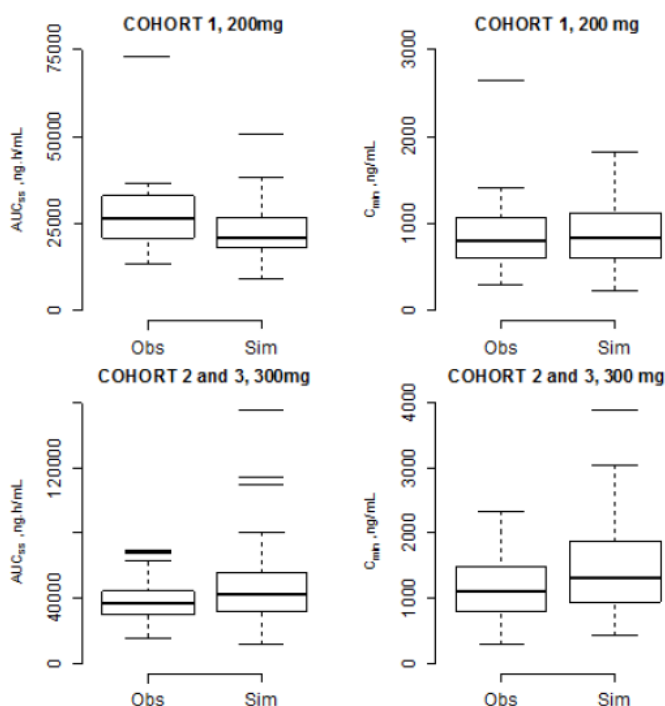 COHORT 1, 200mg
AUCss ,ng.h/mL
75000
50000
25000
0
Obs
Sim
COHORT 1, 200 mg
Cmin ,ng/mL
3000
2000
1000
0
Obs
Sim
COHORT 2 and 3, 300mg
AUCss ,ng.h/mL
120000
40000
0
Obs
Sim
COHORT 2 and 3, 300 mg
Cmin ,ng/mL
4000
3000
2000
1000
0
Obs
Sim